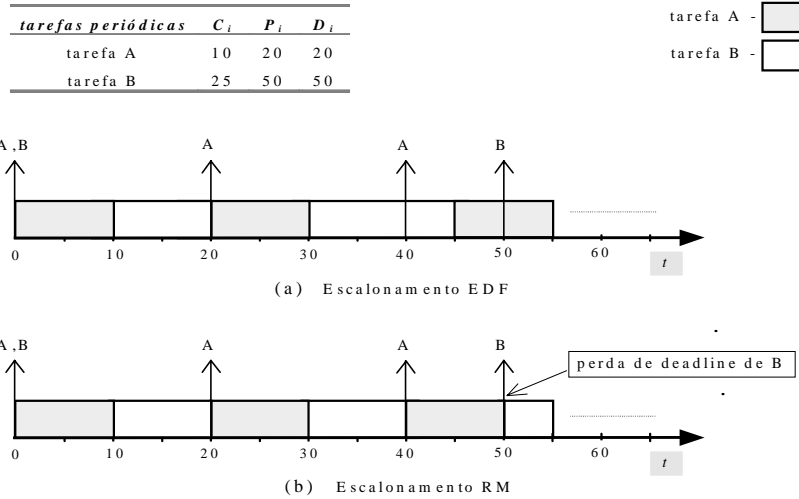 tarefas periódicas C i P i D i
tarefa A 10 20 20
tarefa B 25 50 50
tarefa A -
tarefa B -
A,B A A B
0 10 20 30 40 50 60
t
(a) Escalonamento EDF
A,B A A B
perda de deadline de B
0 10 20 30 40 50 60
t
(b) Escalonamento RM